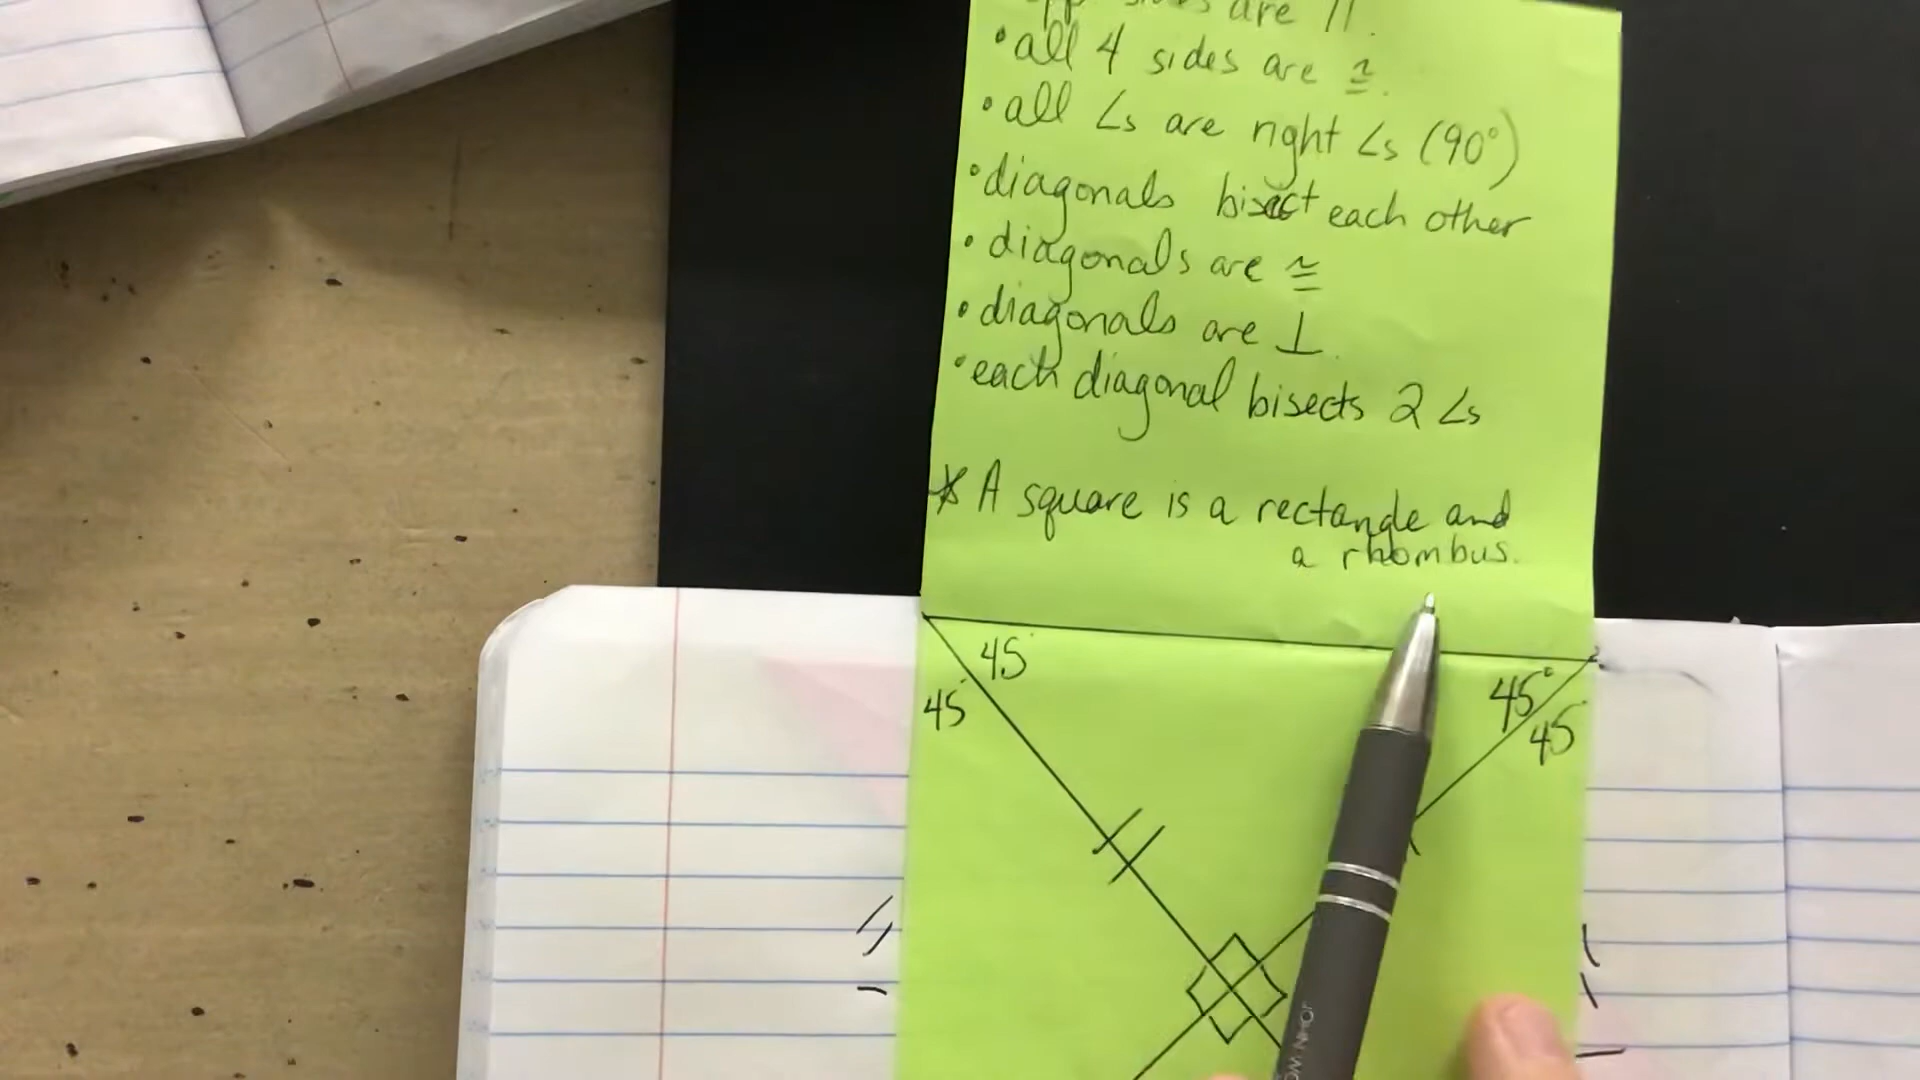 are //.
• all 4 sides are ≅.
• all ∠s are right ∠s (90°)
• diagonals bisect each other
• diagonals are ≅
• diagonals are ⊥.
• each diagonal bisects 2 ∠s
* A square is a rectangle and
a rhombus.
45°
45°
45°
45°